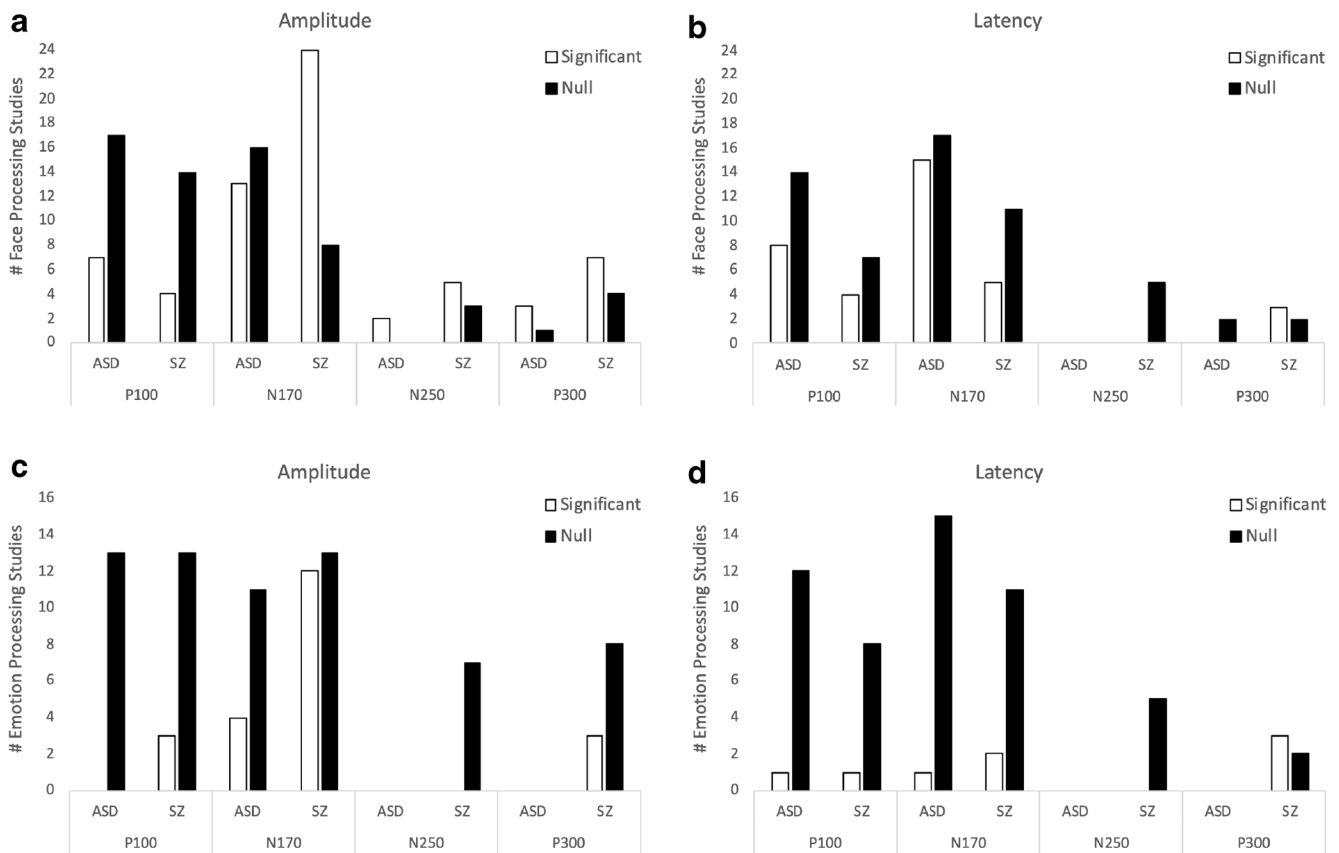 a
Amplitude
# Face Processing Studies
24
22
20
18
16
14
12
10
8
6
4
2
0
Significant
Null
ASD SZ ASD SZ ASD SZ ASD SZ
P100 N170 N250 P300
b
Latency
# Face Processing Studies
24
22
20
18
16
14
12
10
8
6
4
2
0
Significant
Null
ASD SZ ASD SZ ASD SZ ASD SZ
P100 N170 N250 P300
c
Amplitude
# Emotion Processing Studies
16
14
12
10
8
6
4
2
0
Significant
Null
ASD SZ ASD SZ ASD SZ ASD SZ
P100 N170 N250 P300
d
Latency
# Emotion Processing Studies
16
14
12
10
8
6
4
2
0
Significant
Null
ASD SZ ASD SZ ASD SZ ASD SZ
P100 N170 N250 P300